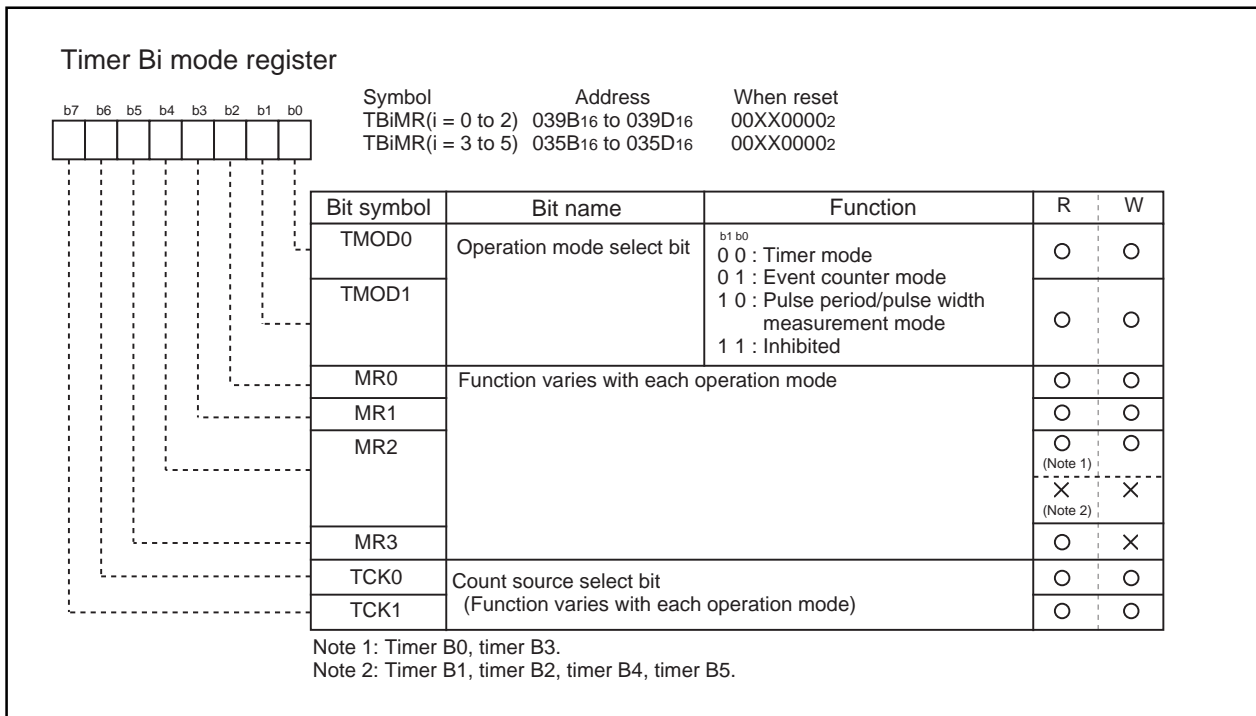 Timer Bi mode register
Symbol Address When reset
TBiMR(i = 0 to 2) 039B16 to 039D16 00XX00002
TBiMR(i = 3 to 5) 035B16 to 035D16 00XX00002
b7 b6 b5 b4 b3 b2 b1 b0
Bit symbol Bit name Function R W
TMOD0 Operation mode select bit
b1 b0
0 0 : Timer mode
0 1 : Event counter mode
TMOD1
1 0 : Pulse period/pulse width
measurement mode
1 1 : Inhibited
MR0 Function varies with each operation mode
MR1
MR2
(Note 1)
(Note 2)
MR3
TCK0 Count source select bit
TCK1 (Function varies with each operation mode)
Note 1: Timer B0, timer B3.
Note 2: Timer B1, timer B2, timer B4, timer B5.